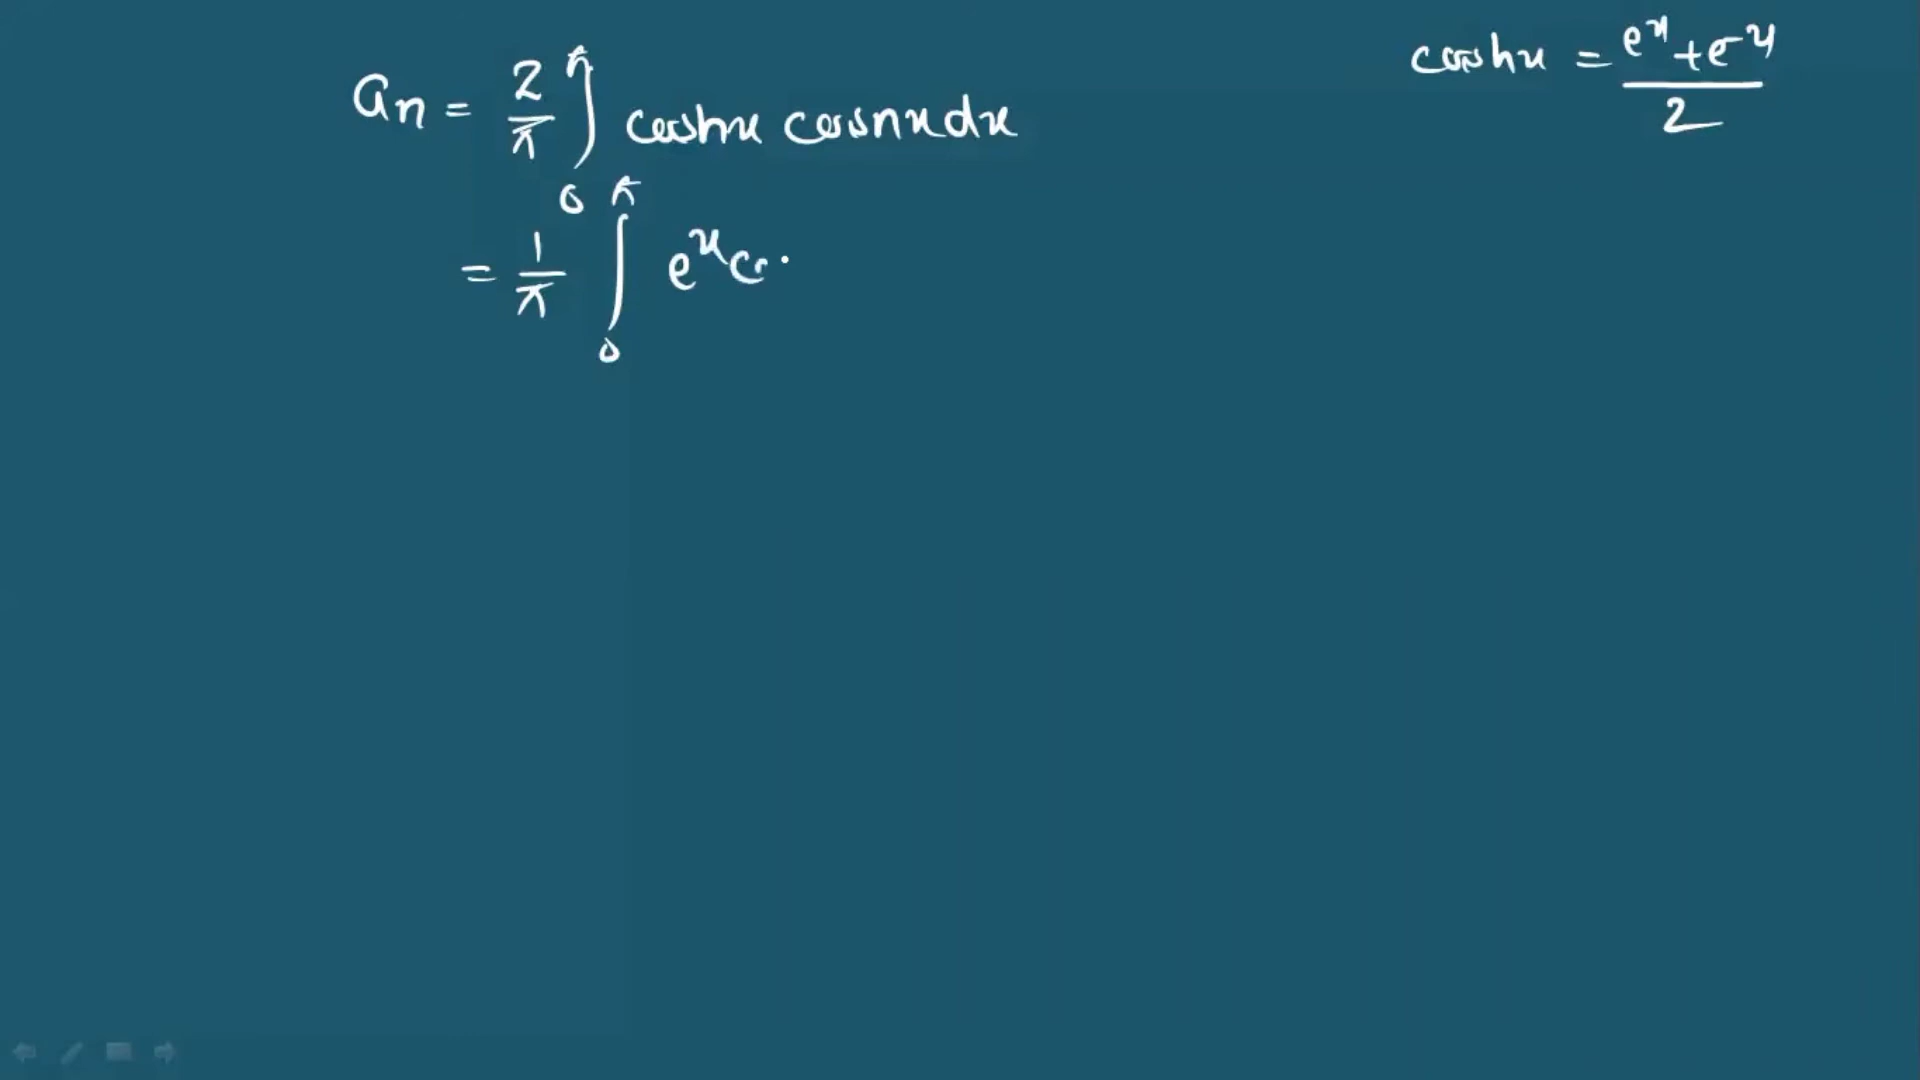 aₙ = 2/π ∫₀^π coshx cosnx dx
coshx = (eˣ + e⁻ˣ)/2
= 1/π ∫₀^π eˣ